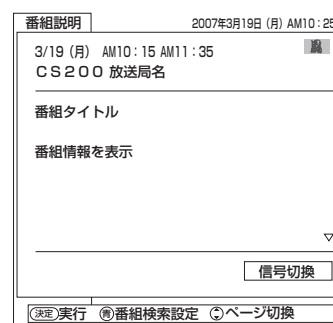 番組説明 2007年3月19日 (月) AM10:25
3/19 (月) AM10:15 AM11:35
CS200 放送局名
番組タイトル
番組情報を表示
信号切換
決定 実行 青 番組検索設定 ページ切換